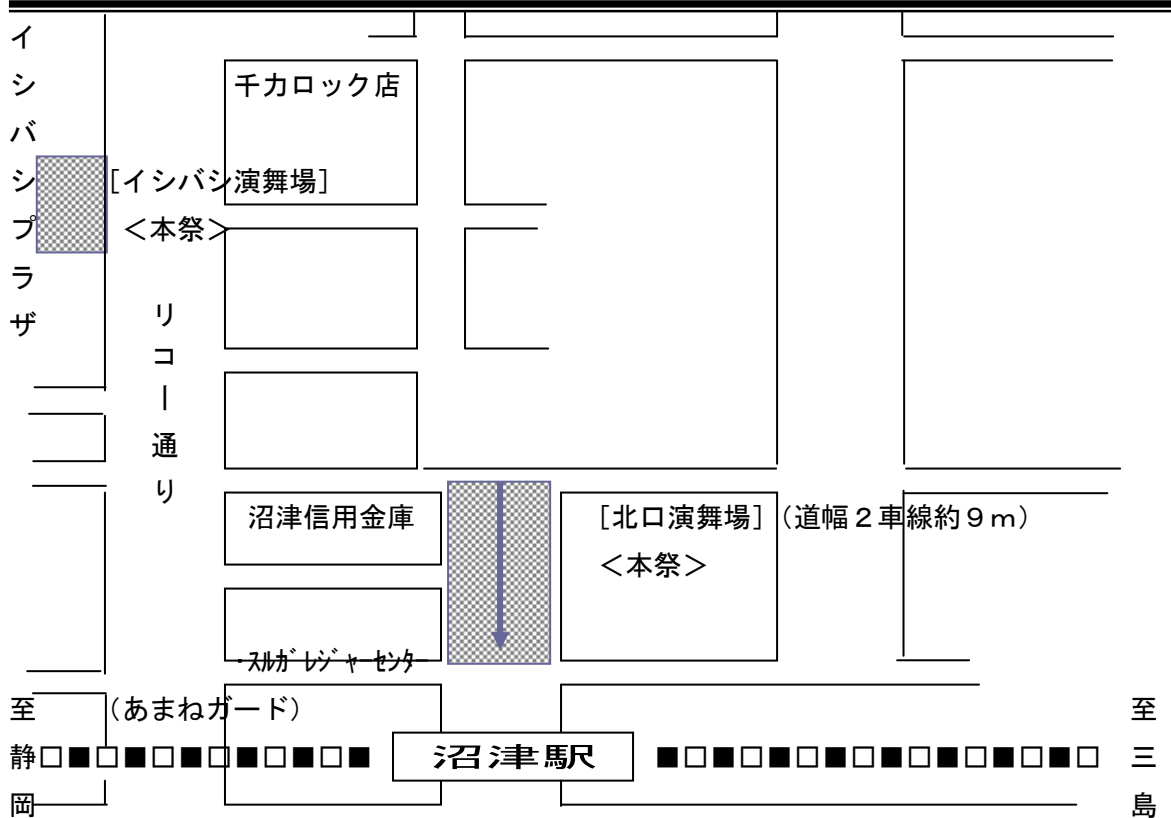 イシバシプラザ
千カロック店
[イシバシ演舞場]
＜本祭＞
リコー通り
沼津信用金庫
[北口演舞場]（道幅２車線約９ｍ）
＜本祭＞
・ｽﾙｶﾞﾚｼﾞｬｰｾﾝﾀｰ
（あまねガード）
至静岡
沼津駅
至三島